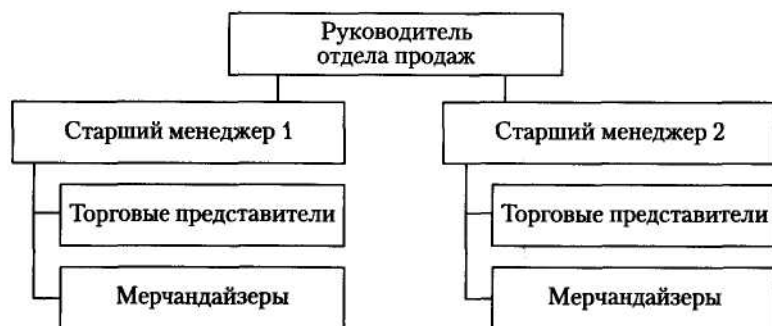 Руководитель
отдела продаж
Старший менеджер 1
Старший менеджер 2
Торговые представители
Торговые представители
Мерчандайзеры
Мерчандайзеры